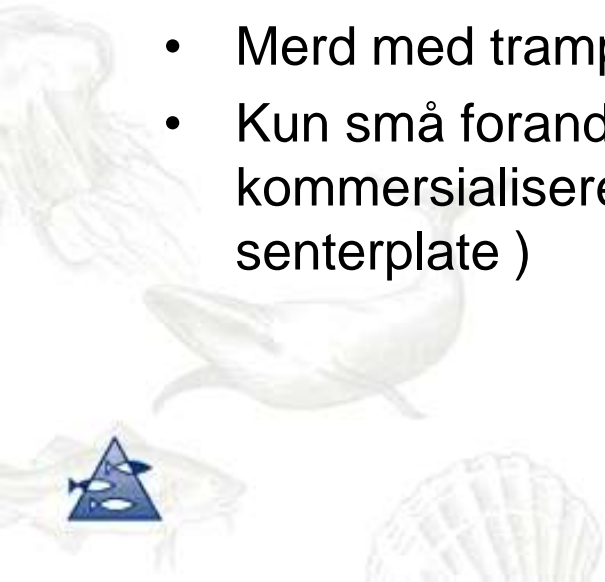 • Merd med tramp
• Kun små forand
kommersialisere
senterplate )